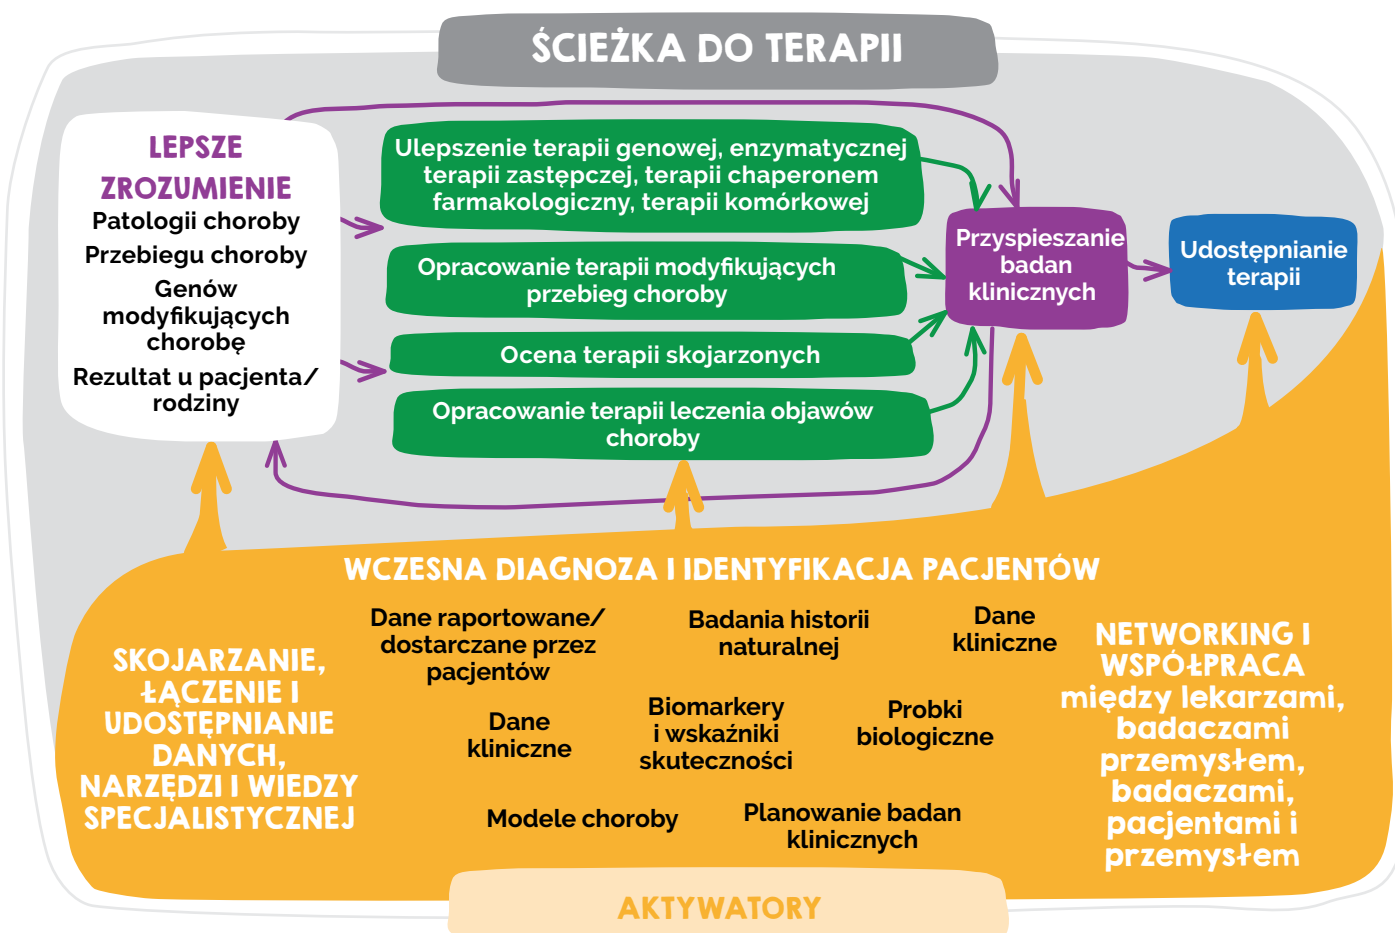 ŚCIEŻKA DO TERAPII
LEPSZE
ZROZUMIENIE
Patologii choroby
Przebiegu choroby
Genów
modyfikujących
chorobę
Rezultat u pacjenta/
rodziny
Ulepszenie terapii genowej, enzymatycznej
terapii zastępczej, terapii chaperonem
farmakologiczny, terapii komórkowej
Opracowanie terapii modyfikujących
przebieg choroby
Ocena terapii skojarzonych
Opracowanie terapii leczenia objawów
choroby
Przyspieszanie
badan
klinicznych
Udostępnianie
terapii
WCZESNA DIAGNOZA I IDENTYFIKACJA PACJENTÓW
SKOJARZANIE,
ŁĄCZENIE I
UDOSTĘPNIANIE
DANYCH,
NARZĘDZI I WIEDZY
SPECJALISTYCZNEJ
Dane raportowane/
dostarczane przez
pacjentów
Badania historii
naturalnej
Dane
kliniczne
Dane
kliniczne
Biomarkery
i wskaźniki
skuteczności
Probki
biologiczne
Modele choroby
Planowanie badan
klinicznych
NETWORKING I
WSPÓŁPRACA
między lekarzami,
badaczami
przemysłem,
badaczami,
pacjentami i
przemysłem
AKTYWATORY